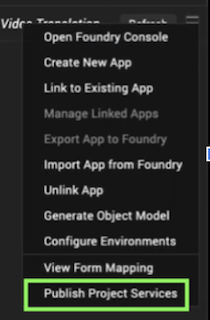 Video Translation Refresh
Open Foundry Console
Create New App
Link to Existing App
Manage Linked Apps
Export App to Foundry
Import App from Foundry
Unlink App
Generate Object Model
Configure Environments
View Form Mapping
Publish Project Services